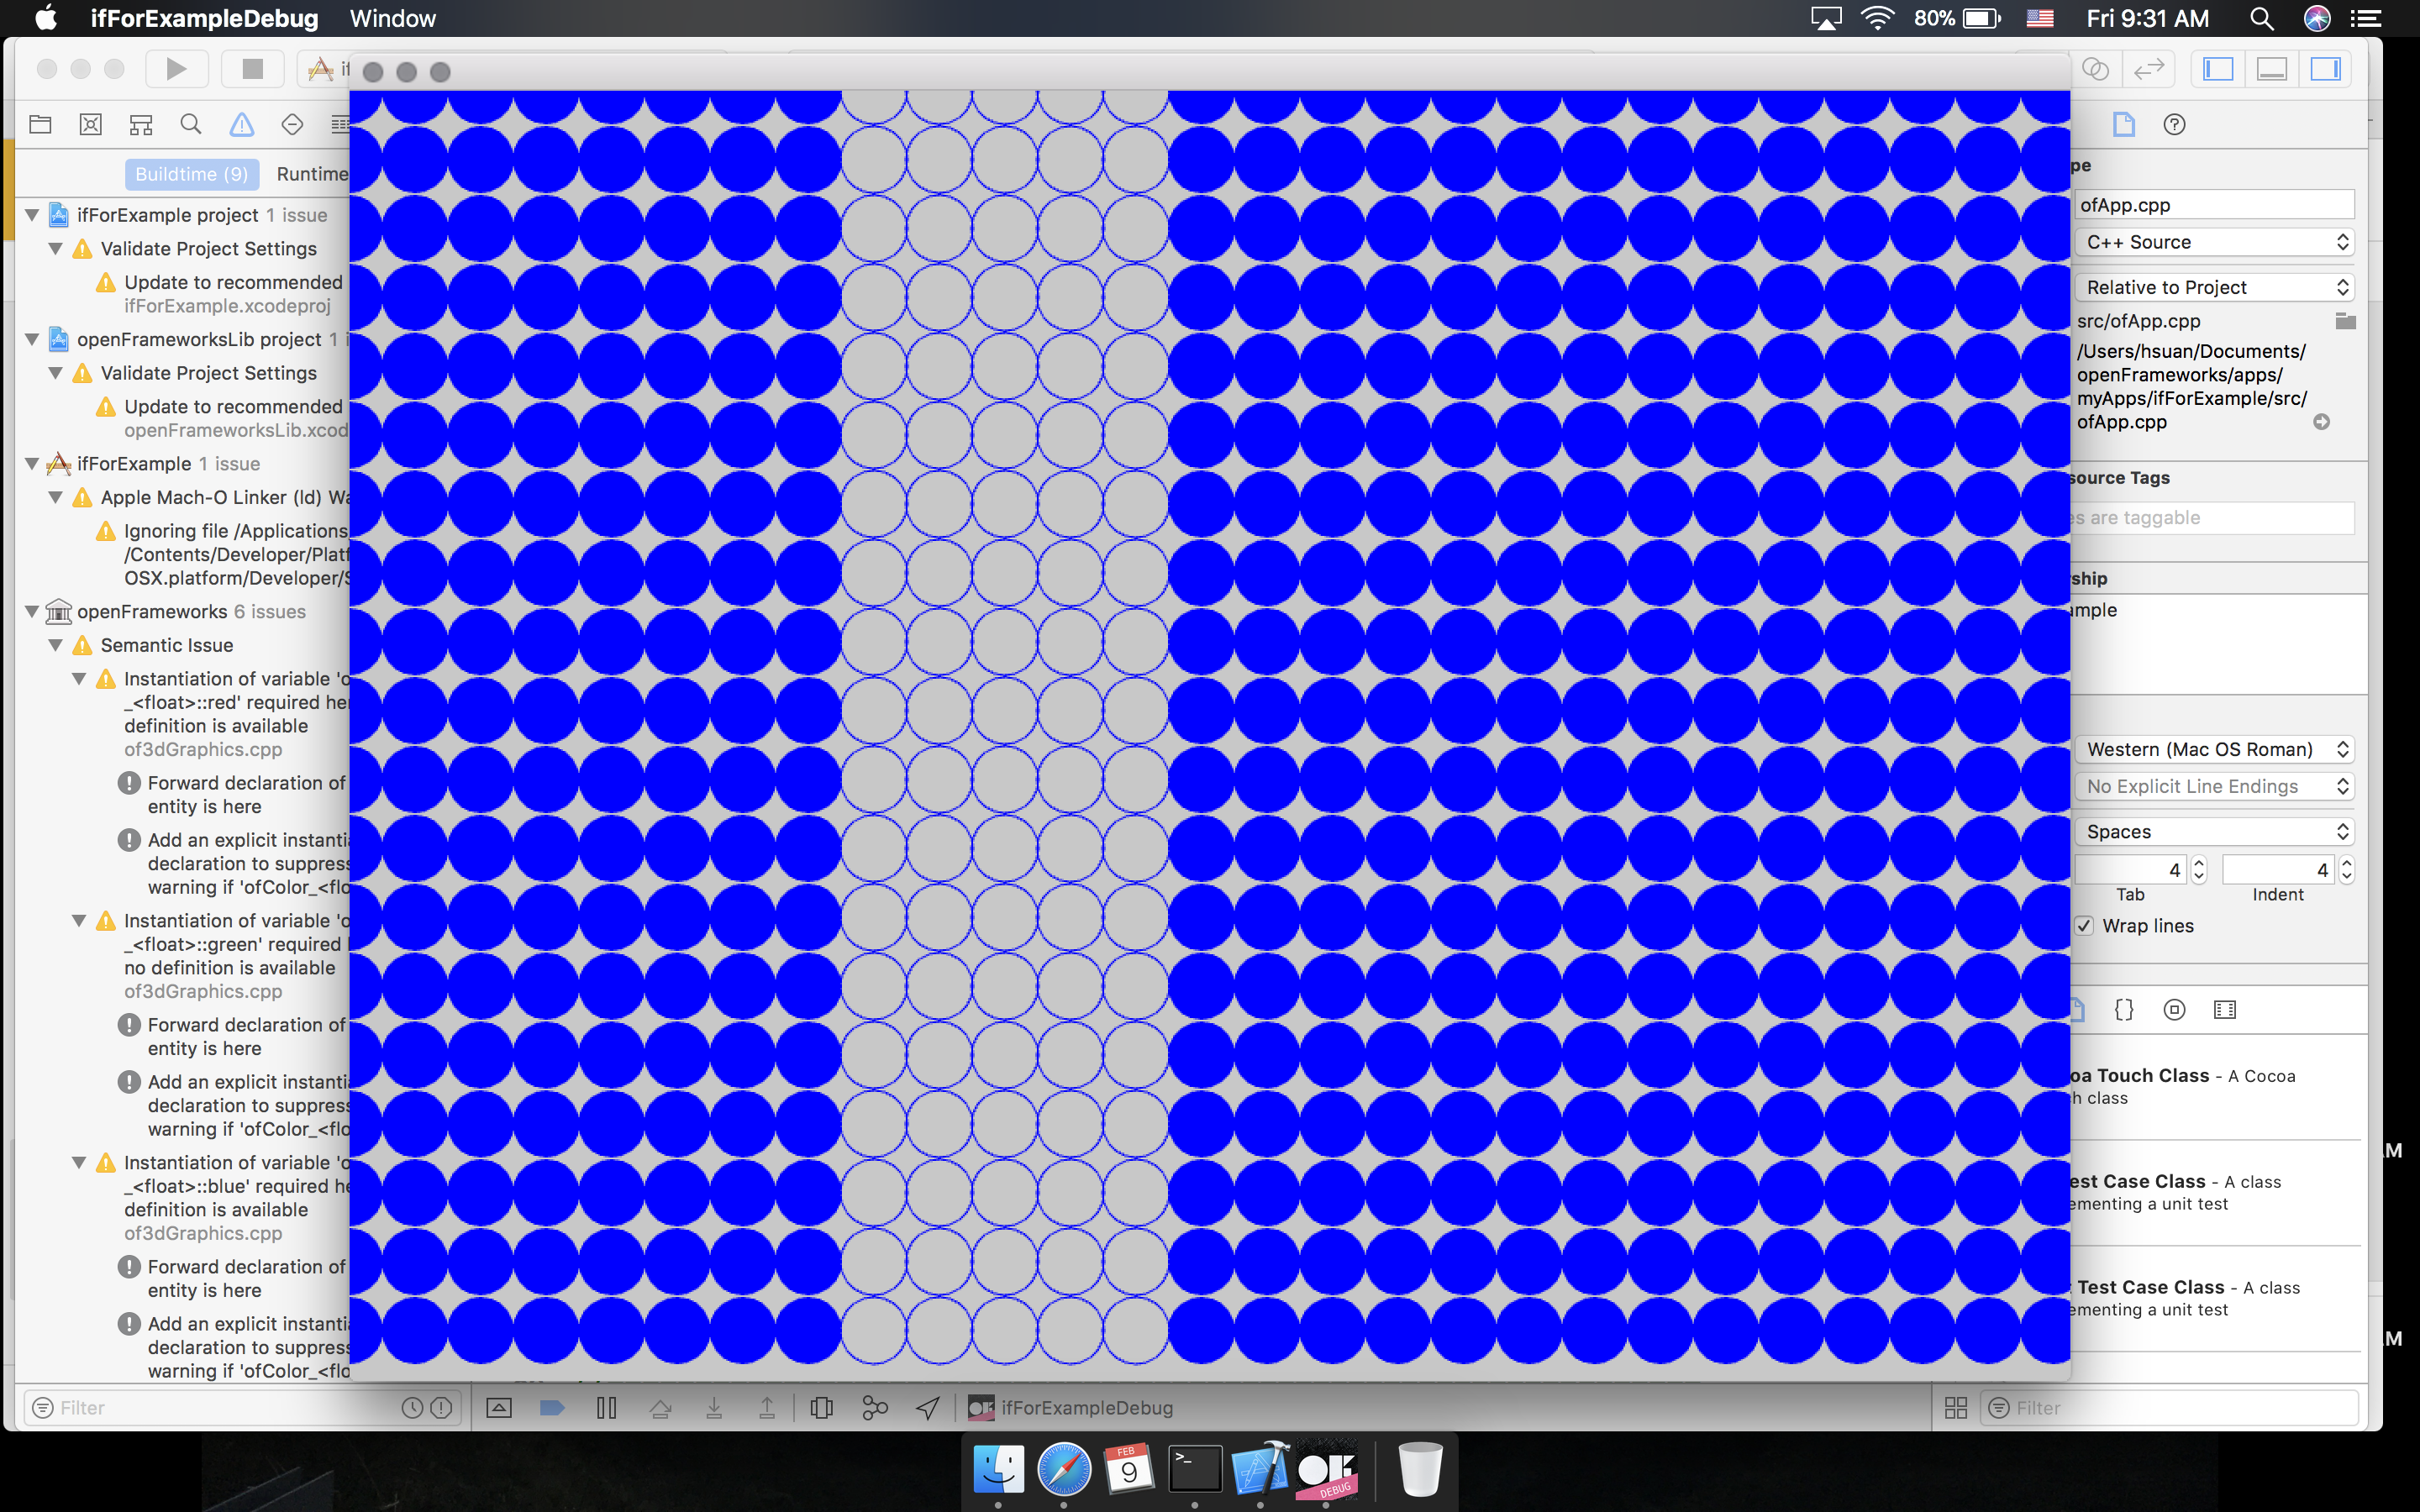 ifForExampleDebug Window 80% Fri 9:31 AM
Buildtime (9) Runtime
ifForExample project 1 issue
Validate Project Settings
Update to recommended
ifForExample.xcodeproj
openFrameworksLib project 1
Validate Project Settings
Update to recommended
openFrameworksLib.xcod
ifForExample 1 issue
Apple Mach-O Linker (ld) Wa
Ignoring file /Applications
/Contents/Developer/Platf
OSX.platform/Developer/S
openFrameworks 6 issues
Semantic Issue
Instantiation of variable 'o
_<float>::red' required he
definition is available
of3dGraphics.cpp
Forward declaration of
entity is here
Add an explicit instantia
declaration to suppress
warning if 'ofColor_<flo
Instantiation of variable 'o
_<float>::green' required
no definition is available
of3dGraphics.cpp
Forward declaration of
entity is here
Add an explicit instantia
declaration to suppress
warning if 'ofColor_<flo
Instantiation of variable 'o
_<float>::blue' required he
definition is available
of3dGraphics.cpp
Forward declaration of
entity is here
Add an explicit instantia
declaration to suppress
warning if 'ofColor_<flo
Filter
ifForExampleDebug
pe
ofApp.cpp
C++ Source
Relative to Project
src/ofApp.cpp
/Users/hsuan/Documents/
openFrameworks/apps/
myApps/ifForExample/src/
ofApp.cpp
source Tags
es are taggable
ship
mple
Western (Mac OS Roman)
No Explicit Line Endings
Spaces
4 4
Tab Indent
Wrap lines
{}
oa Touch Class - A Cocoa
h class
est Case Class - A class
ementing a unit test
Test Case Class - A class
ementing a unit test
Filter
M
M
FEB
9
>_
DEBUG